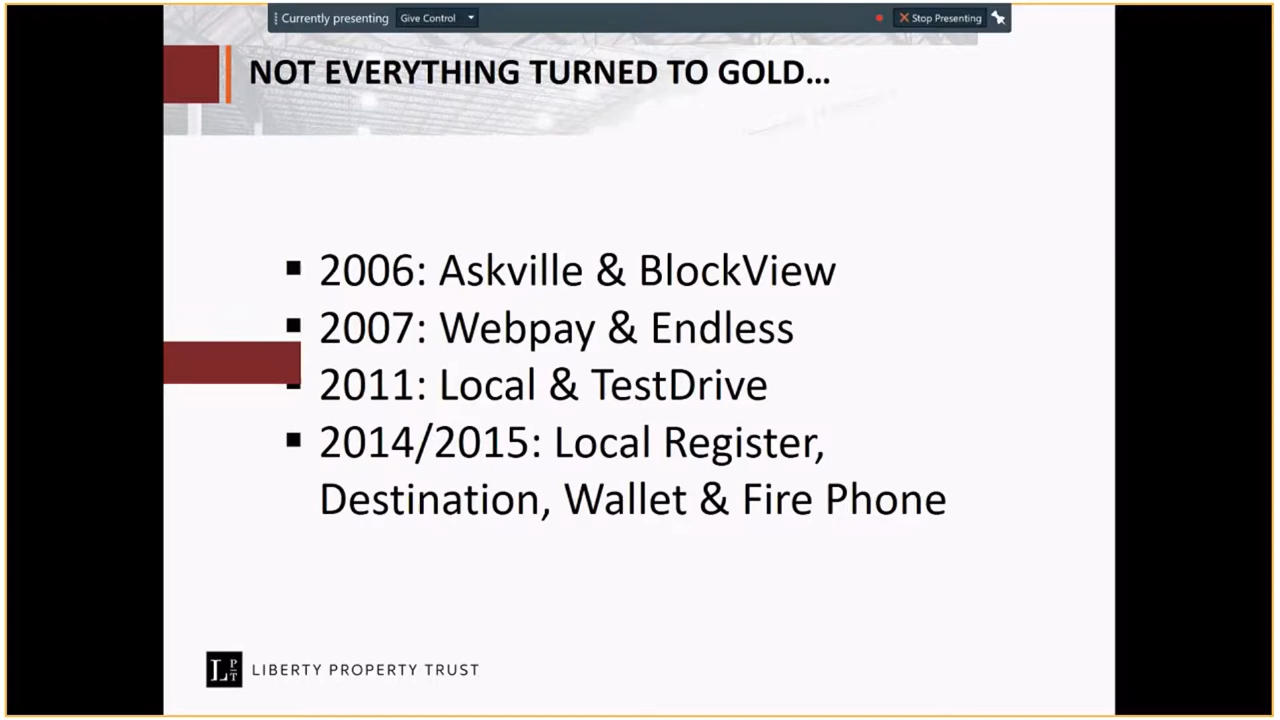 Currently presenting Give Control Stop Presenting
NOT EVERYTHING TURNED TO GOLD...
▪ 2006: Askville & BlockView
▪ 2007: Webpay & Endless
▪ 2011: Local & TestDrive
▪ 2014/2015: Local Register,
Destination, Wallet & Fire Phone
LPT LIBERTY PROPERTY TRUST